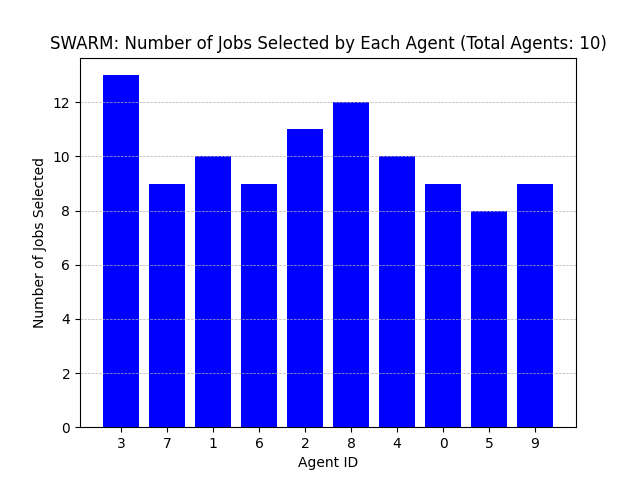 SWARM: Number of Jobs Selected by Each Agent (Total Agents: 10)
12
10
8
6
4
2
0
Number of Jobs Selected
3 7 1 6 2 8 4 0 5 9
Agent ID